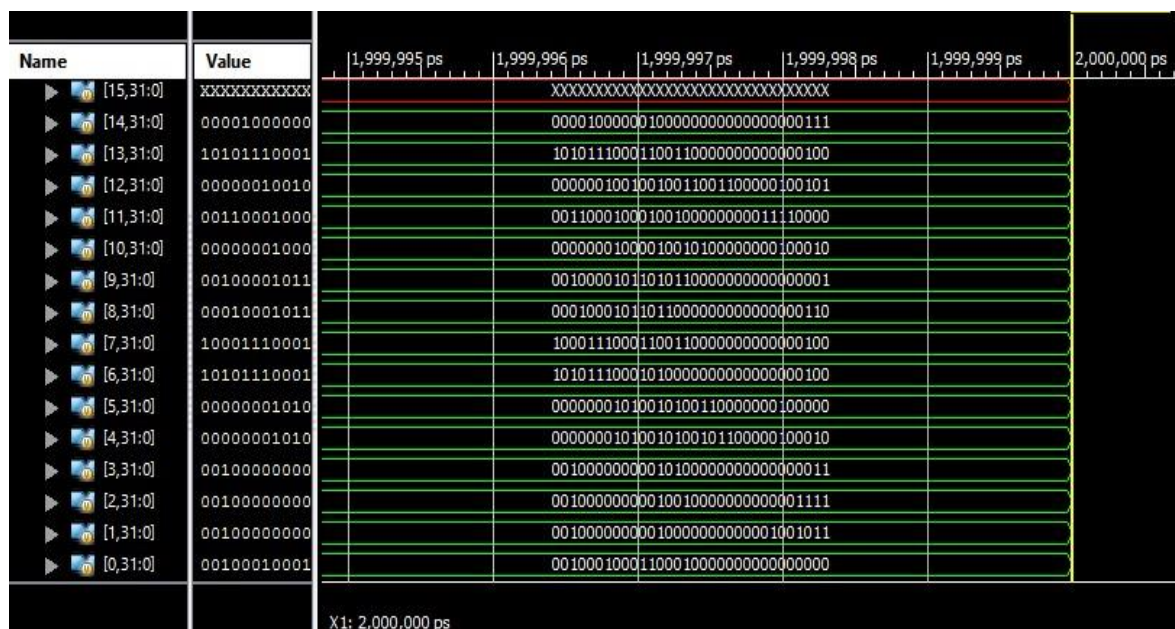 Name Value 1,999,995 ps 1,999,996 ps 1,999,997 ps 1,999,998 ps 1,999,999 ps 2,000,000 ps
[15,31:0] XXXXXXXXXXX XXXXXXXXXXXXXXXXXXXXXXXXXXXXXXXX
[14,31:0] 00001000000 00001000000100000000000000000111
[13,31:0] 10101110001 10101110001100110000000000000100
[12,31:0] 00000010010 00000010010010011001100000100101
[11,31:0] 00110001000 00110001000100100000000011110000
[10,31:0] 00000001000 00000001000010010100000000100010
[9,31:0] 00100001011 00100001011010110000000000000001
[8,31:0] 00010001011 00010001011011000000000000000110
[7,31:0] 10001110001 10001110001100110000000000000100
[6,31:0] 10101110001 10101110001010000000000000000100
[5,31:0] 00000001010 00000001010010100110000000100000
[4,31:0] 00000001010 00000001010010100101100000100010
[3,31:0] 00100000000 00100000000010100000000000000011
[2,31:0] 00100000000 00100000000010010000000000001111
[1,31:0] 00100000000 00100000000010000000000001001011
[0,31:0] 00100010001 00100010001100010000000000000000
X1: 2,000,000 ps